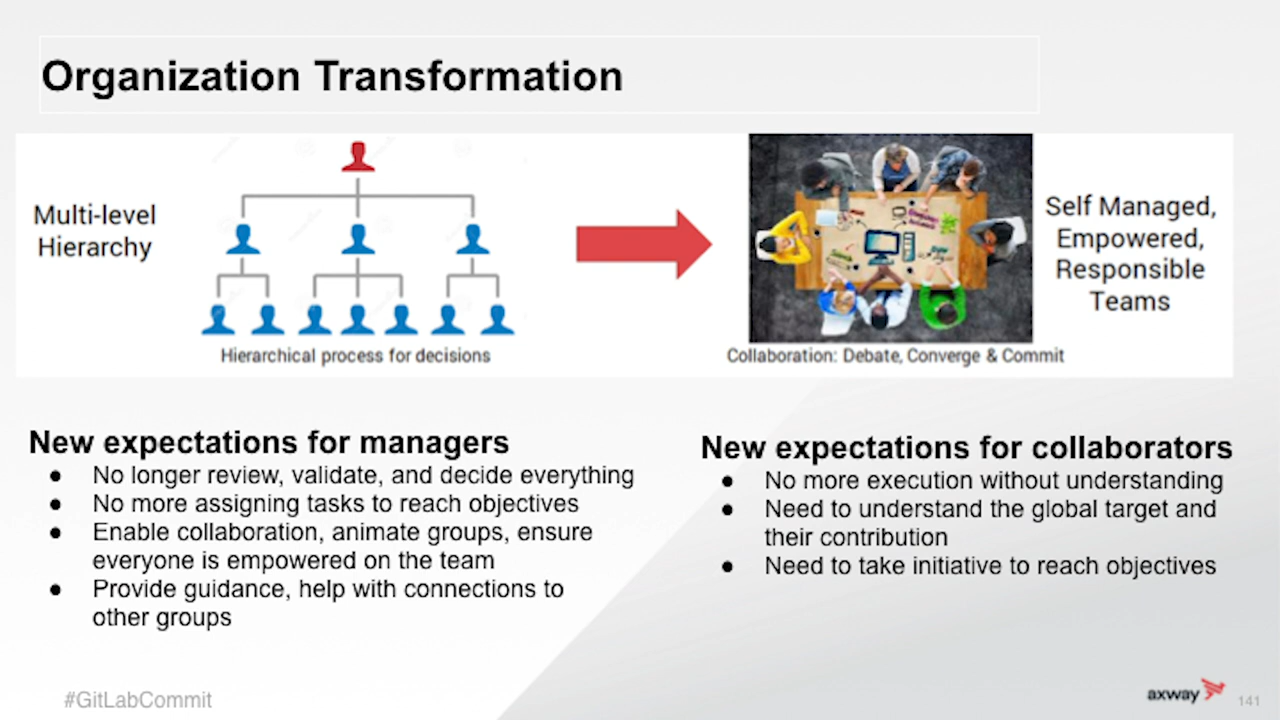 Organization Transformation
Multi-level
Hierarchy
Hierarchical process for decisions
Self Managed,
Empowered,
Responsible
Teams
Collaboration: Debate, Converge & Commit
New expectations for managers
● No longer review, validate, and decide everything
● No more assigning tasks to reach objectives
● Enable collaboration, animate groups, ensure
everyone is empowered on the team
● Provide guidance, help with connections to
other groups
New expectations for collaborators
● No more execution without understanding
● Need to understand the global target and
their contribution
● Need to take initiative to reach objectives
#GitLabCommit
axway
141